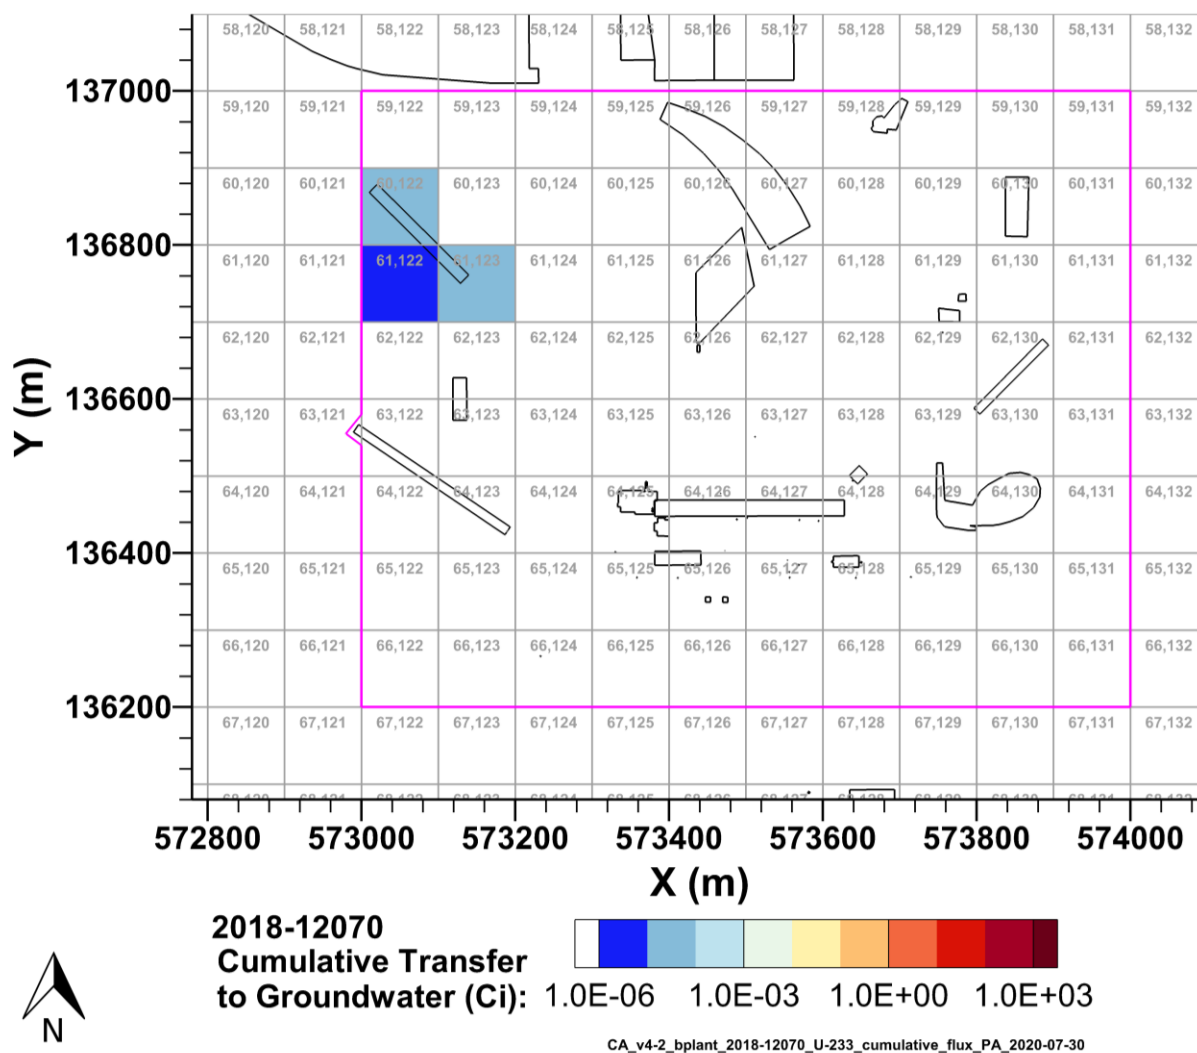 58,120 58,121 58,122 58,123 58,124 58,125 58,126 58,127 58,128 58,129 58,130 58,131 58,132
137000
59,120 59,121 59,122 59,123 59,124 59,125 59,126 59,127 59,128 59,129 59,130 59,131 59,132
60,120 60,121 60,122 60,123 60,124 60,125 60,126 60,127 60,128 60,129 60,130 60,131 60,132
136800
61,120 61,121 61,122 61,123 61,124 61,125 61,126 61,127 61,128 61,129 61,130 61,131 61,132
62,120 62,121 62,122 62,123 62,124 62,125 62,126 62,127 62,128 62,129 62,130 62,131 62,132
Y (m)
136600
63,120 63,121 63,122 63,123 63,124 63,125 63,126 63,127 63,128 63,129 63,130 63,131 63,132
64,120 64,121 64,122 64,123 64,124 64,125 64,126 64,127 64,128 64,129 64,130 64,131 64,132
136400
65,120 65,121 65,122 65,123 65,124 65,125 65,126 65,127 65,128 65,129 65,130 65,131 65,132
66,120 66,121 66,122 66,123 66,124 66,125 66,126 66,127 66,128 66,129 66,130 66,131 66,132
136200
67,120 67,121 67,122 67,123 67,124 67,125 67,126 67,127 67,128 67,129 67,130 67,131 67,132
572800 573000 573200 573400 573600 573800 574000
X (m)
2018-12070
Cumulative Transfer
to Groundwater (Ci): 1.0E-06 1.0E-03 1.0E+00 1.0E+03
N
CA_v4-2_bplant_2018-12070_U-233_cumulative_flux_PA_2020-07-30